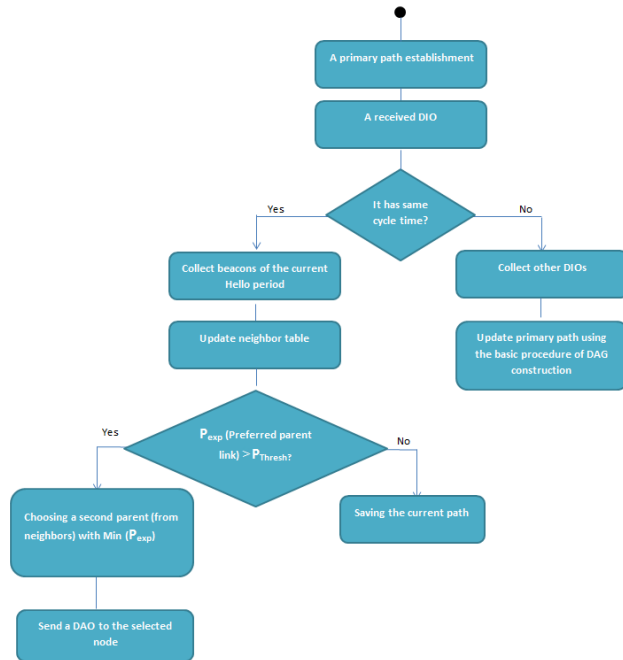 A primary path establishment
A received DIO
It has same
cycle time?
Yes
No
Collect beacons of the current
Hello period
Collect other DIOs
Update neighbor table
Update primary path using
the basic procedure of DAG
construction
Yes
P_exp (Preferred parent
link) > P_Thresh?
No
Choosing a second parent (from
neighbors) with Min (P_exp)
Saving the current path
Send a DAO to the selected
node